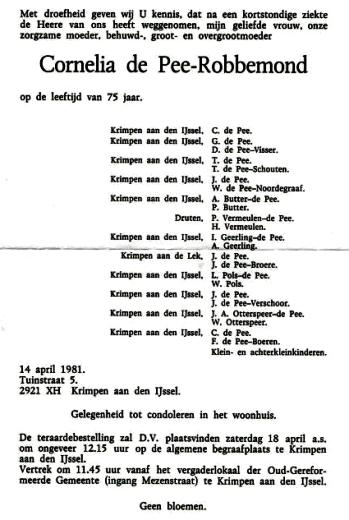 Met droefheid geven wij U kennis, dat na een kortstondige ziekte
de Heere van ons heeft weggenomen, mijn geliefde vrouw, onze
zorgzame moeder, behuwd-, groot- en overgrootmoeder
Cornelia de Pee-Robbemond
op de leeftijd van 75 jaar.
Krimpen aan den IJssel, C. de Pee.
Krimpen aan den IJssel, G. de Pee.
D. de Pee-Visser.
Krimpen aan den IJssel, T. de Pee.
T. de Pee-Schouten.
Krimpen aan den IJssel, J. de Pee.
W. de Pee-Noordegraaf.
Krimpen aan den IJssel, A. Butter-de Pee.
P. Butter.
Druten, P. Vermeulen-de Pee.
H. Vermeulen.
Krimpen aan den IJssel, I. Geerling-de Pee.
A. Geerling.
Krimpen aan de Lek, J. de Pee.
J. de Pee-Broere.
Krimpen aan den IJssel, L. Pols-de Pee.
W. Pols.
Krimpen aan den IJssel, J. de Pee.
J. de Pee-Verschoor.
Krimpen aan den IJssel, J. A. Otterspeer-de Pee.
W. Otterspeer.
Krimpen aan den IJssel, C. de Pee.
F. de Pee-Boeren.
Klein- en achterkleinkinderen.
14 april 1981.
Tuinstraat 5.
2921 XH Krimpen aan den IJssel.
Gelegenheid tot condoleren in het woonhuis.
De teraardebestelling zal D.V. plaatsvinden zaterdag 18 april a.s.
om ongeveer 12.15 uur op de algemene begraafplaats te Krimpen
aan den IJssel.
Vertrek om 11.45 uur vanaf het vergaderlokaal der Oud-Gerefor-
meerde Gemeente (ingang Mezenstraat) te Krimpen aan den IJssel.
Geen bloemen.